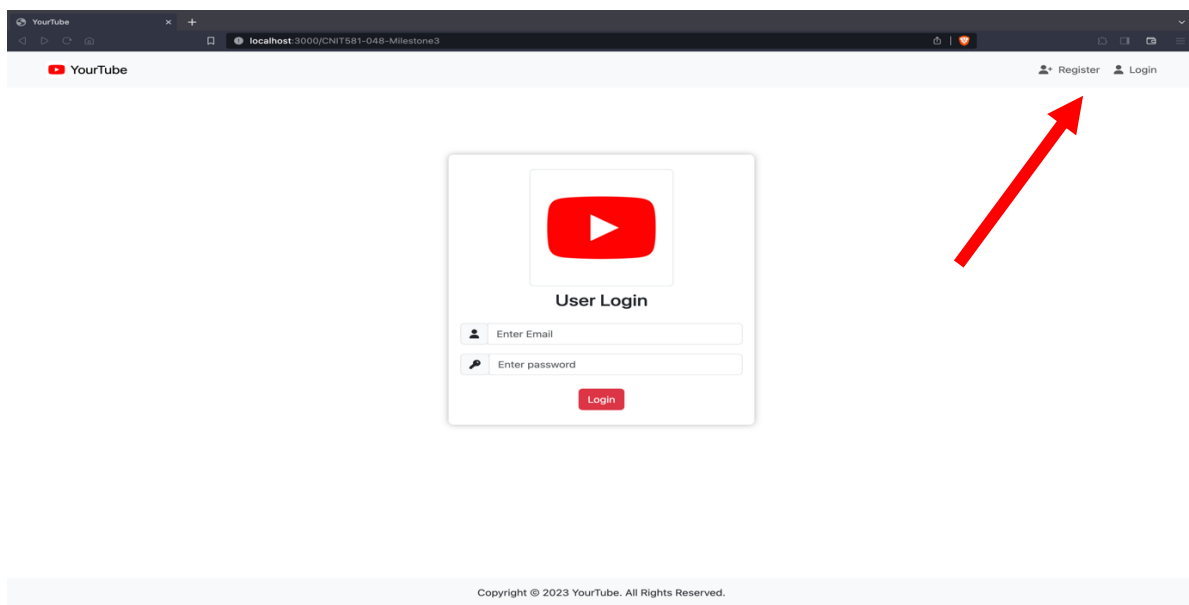 YourTube
localhost:3000/CNIT581-048-Milestone3
YourTube
Register
Login
User Login
Enter Email
Enter password
Login
Copyright © 2023 YourTube. All Rights Reserved.